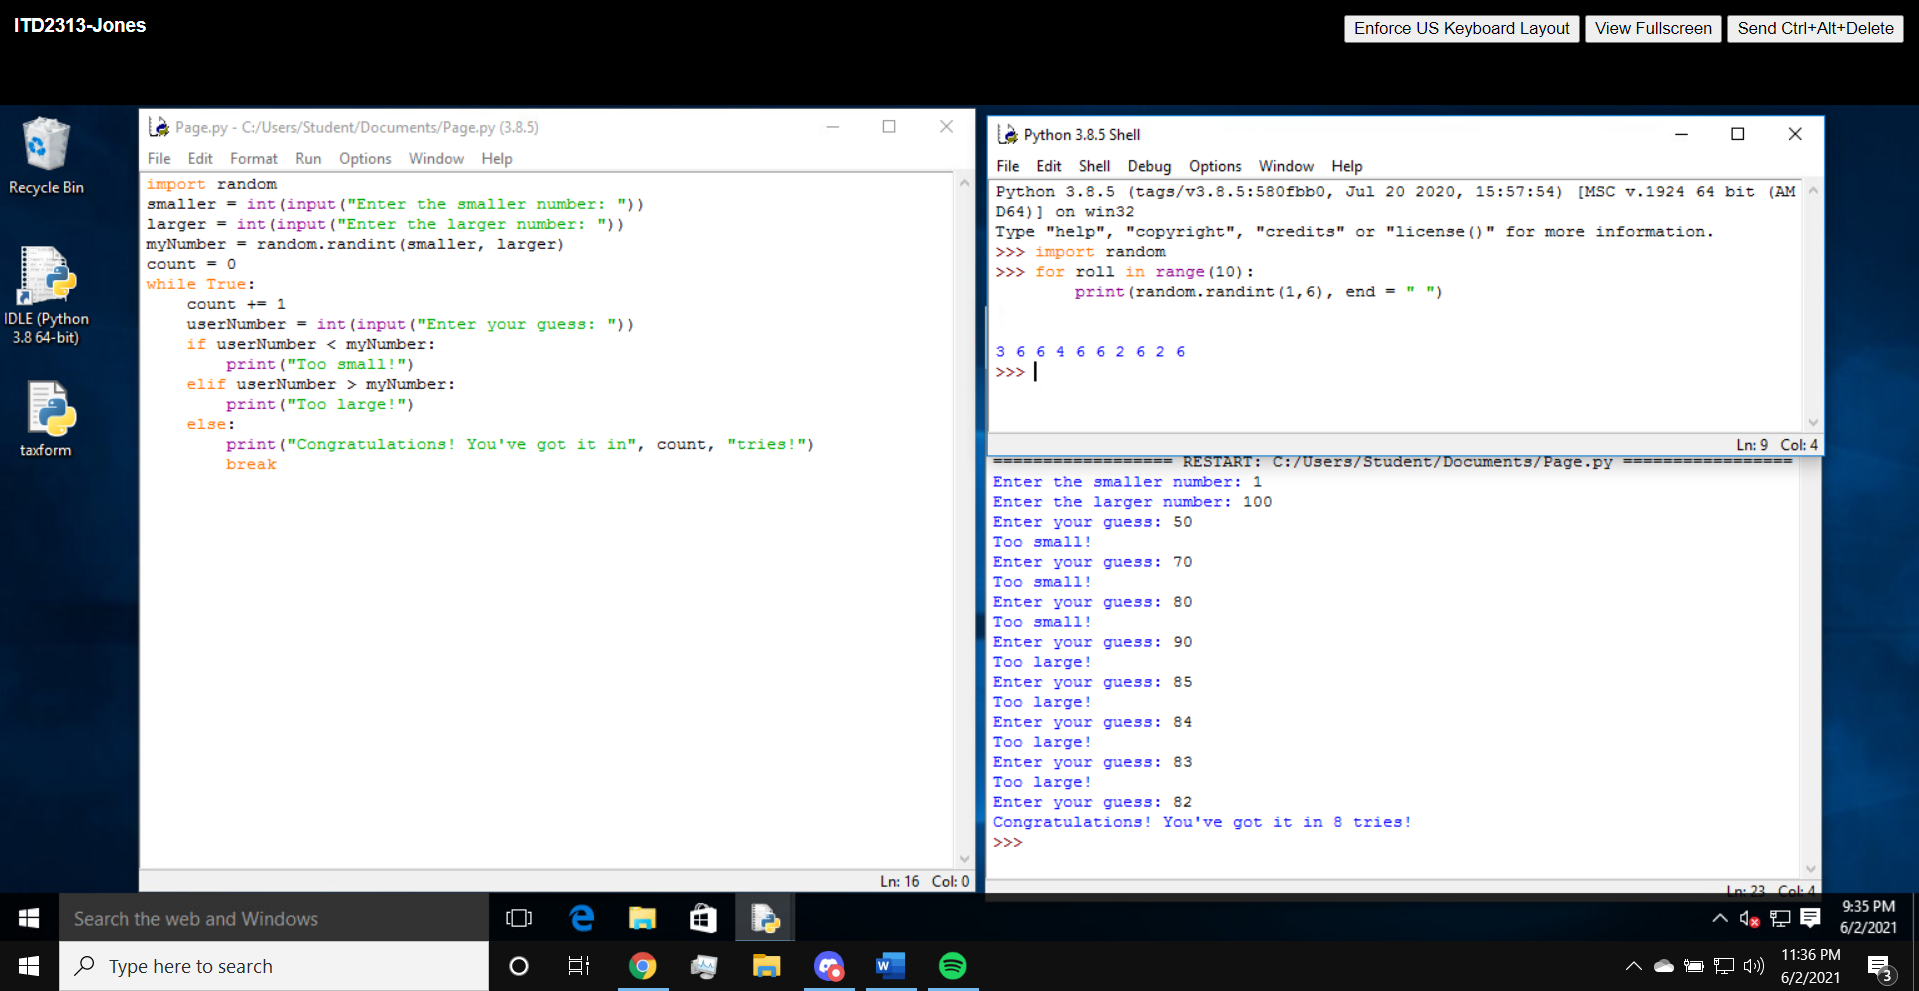 ITD2313-Jones
Enforce US Keyboard Layout
View Fullscreen
Send Ctrl+Alt+Delete
Recycle Bin
IDLE (Python
3.8 64-bit)
taxform
Page.py - C:/Users/Student/Documents/Page.py (3.8.5)
File Edit Format Run Options Window Help
import random
smaller = int(input("Enter the smaller number: "))
larger = int(input("Enter the larger number: "))
myNumber = random.randint(smaller, larger)
count = 0
while True:
    count += 1
    userNumber = int(input("Enter your guess: "))
    if userNumber < myNumber:
        print("Too small!")
    elif userNumber > myNumber:
        print("Too large!")
    else:
        print("Congratulations! You've got it in", count, "tries!")
        break
Ln: 16 Col: 0
Python 3.8.5 Shell
File Edit Shell Debug Options Window Help
Python 3.8.5 (tags/v3.8.5:580fbb0, Jul 20 2020, 15:57:54) [MSC v.1924 64 bit (AM
D64)] on win32
Type "help", "copyright", "credits" or "license()" for more information.
>>> import random
>>> for roll in range(10):
        print(random.randint(1,6), end = " ")
3 6 6 4 6 6 2 6 2 6
>>>
Ln: 9 Col: 4
================== RESTART: C:/Users/Student/Documents/Page.py =================
Enter the smaller number: 1
Enter the larger number: 100
Enter your guess: 50
Too small!
Enter your guess: 70
Too small!
Enter your guess: 80
Too small!
Enter your guess: 90
Too large!
Enter your guess: 85
Too large!
Enter your guess: 84
Too large!
Enter your guess: 83
Too large!
Enter your guess: 82
Congratulations! You've got it in 8 tries!
>>>
Ln: 23 Col: 4
Search the web and Windows
9:35 PM
6/2/2021
Type here to search
11:36 PM
6/2/2021
3